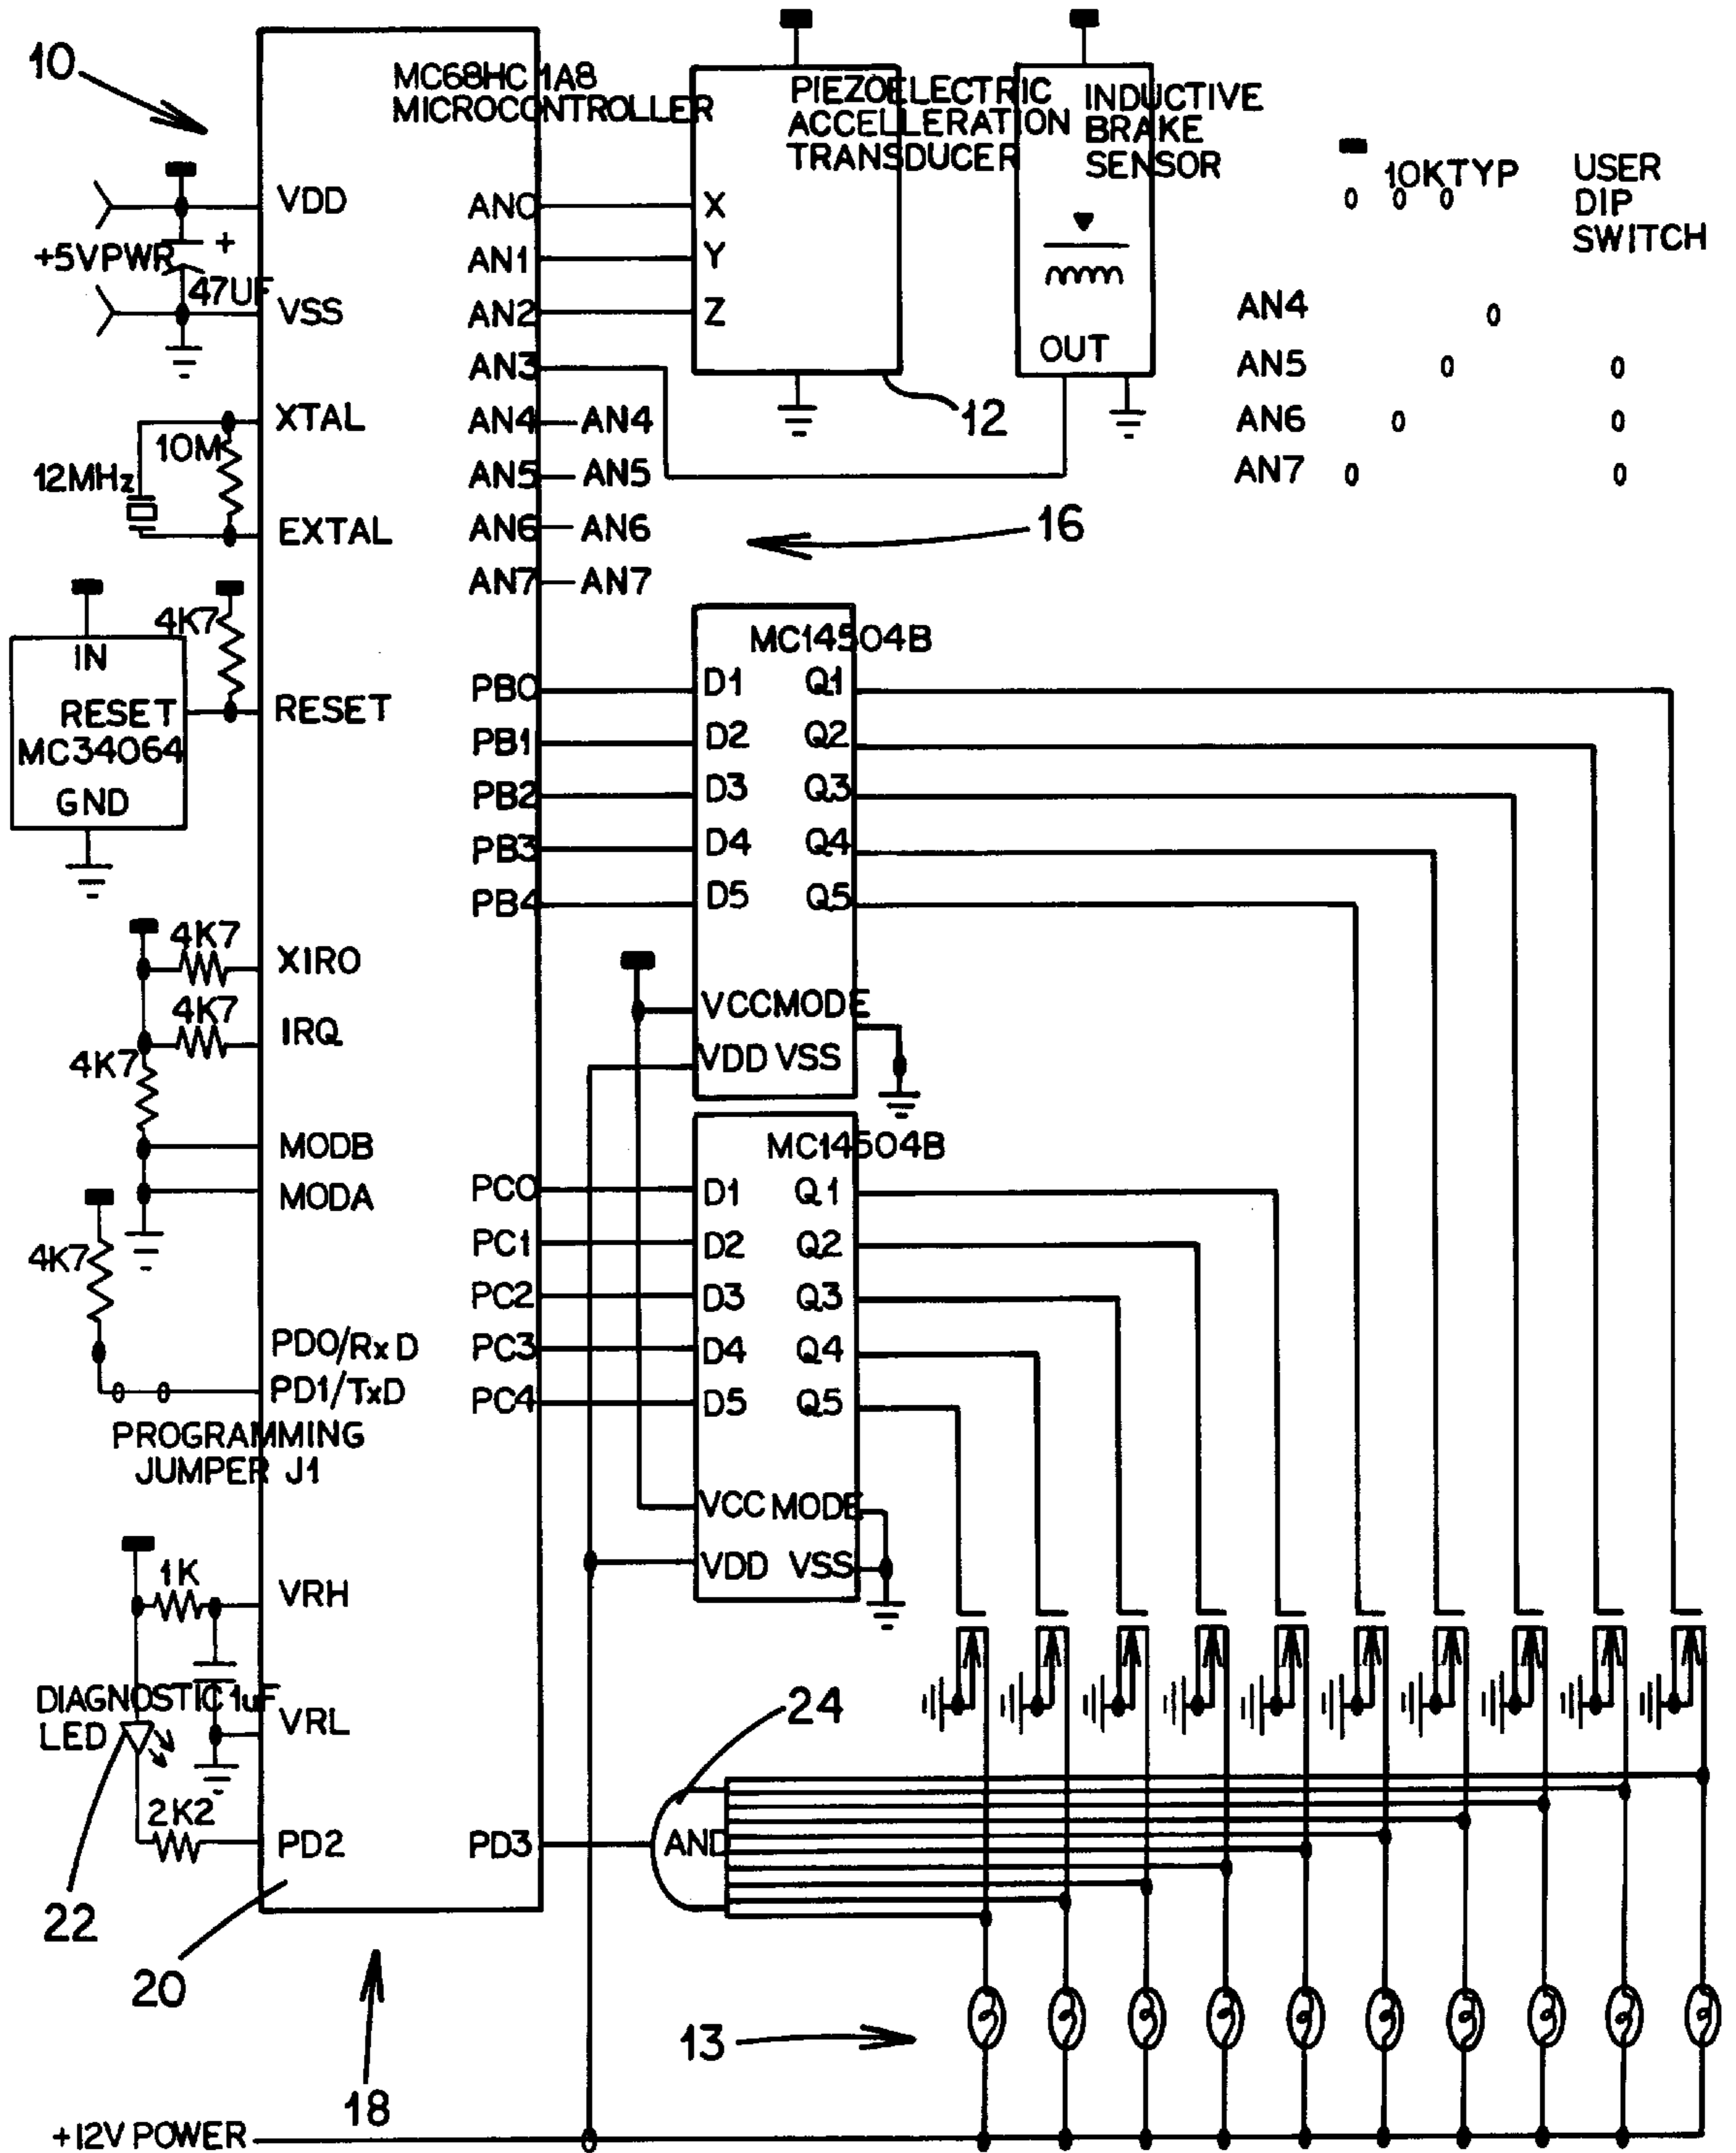 10
MC68HC1A8
MICROCONTROLLER
PIEZOELECTRIC
ACCELLERATION
TRANSDUCER
INDUCTIVE
BRAKE
SENSOR
10KTYP
USER
DIP
SWITCH
VDD
AN0
X
+5VPWR
+
47UF
AN1
Y
VSS
AN2
Z
AN4
AN3
OUT
AN5
XTAL
10M
AN4
AN4
12
AN6
12MHz
AN5
AN5
AN7
EXTAL
AN6
AN6
16
AN7
AN7
4K7
IN
RESET
MC34064
GND
RESET
MC14504B
PB0
D1
Q1
PB1
D2
Q2
PB2
D3
Q3
PB3
D4
Q4
PB4
D5
Q5
4K7
XIRO
4K7
IRQ
VCC MODE
4K7
VDD VSS
MODB
MC14504B
MODA
PC0
D1
Q1
4K7
PC1
D2
Q2
PC2
D3
Q3
PD0/RxD
PC3
D4
Q4
PD1/TxD
PC4
D5
Q5
PROGRAMMING
JUMPER J1
VCC MODE
VDD VSS
1K
VRH
DIAGNOSTIC
LED
1uF
VRL
24
2K2
PD2
PD3
AND
22
20
13
18
+12V POWER